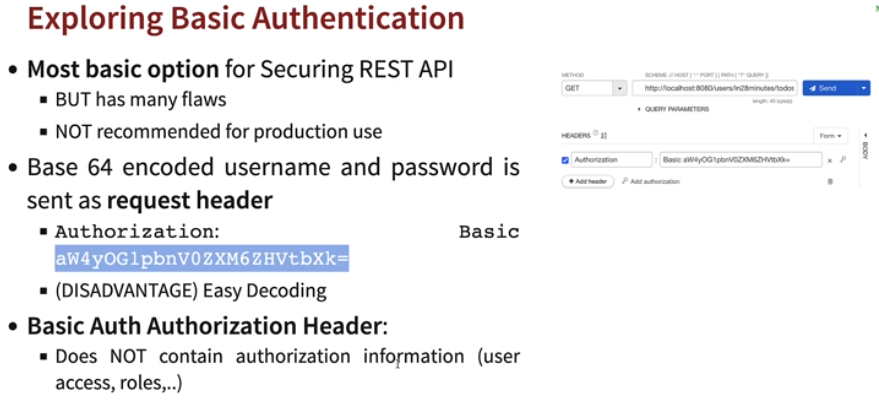 Exploring Basic Authentication
• Most basic option for Securing REST API
▪ BUT has many flaws
▪ NOT recommended for production use
• Base 64 encoded username and password is
sent as request header
▪ Authorization: Basic
aW4yOG1pbnV0ZXM6ZHVtbXk=
▪ (DISADVANTAGE) Easy Decoding
• Basic Auth Authorization Header:
▪ Does NOT contain authorization information (user
access, roles,..)
METHOD
SCHEME :// HOST [ ":" PORT ] [ PATH [ "?" QUERY ]]
GET
http://localhost:8080/users/in28minutes/todos
Send
length: 45 byte(s)
QUERY PARAMETERS
HEADERS
Form
BODY
Authorization : Basic aW4yOG1pbnV0ZXM6ZHVtbXk=
+ Add header
Add authorization